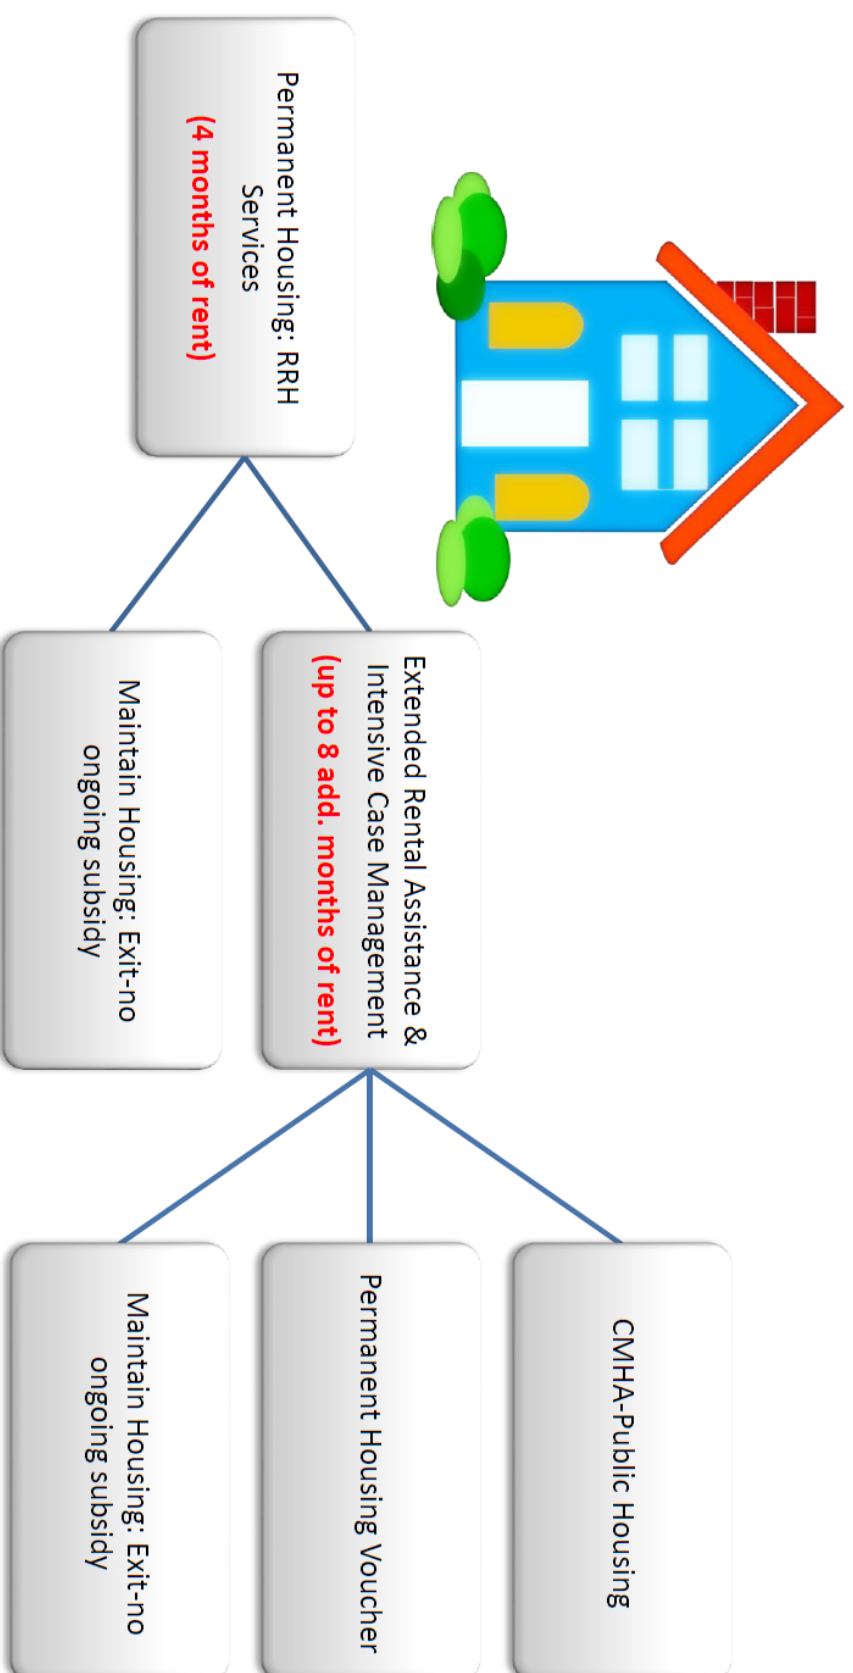 Permanent Housing: RRH
Services
(4 months of rent)
Extended Rental Assistance &
Intensive Case Management
(up to 8 add. months of rent)
Maintain Housing: Exit-no
ongoing subsidy
CMHA-Public Housing
Permanent Housing Voucher
Maintain Housing: Exit-no
ongoing subsidy